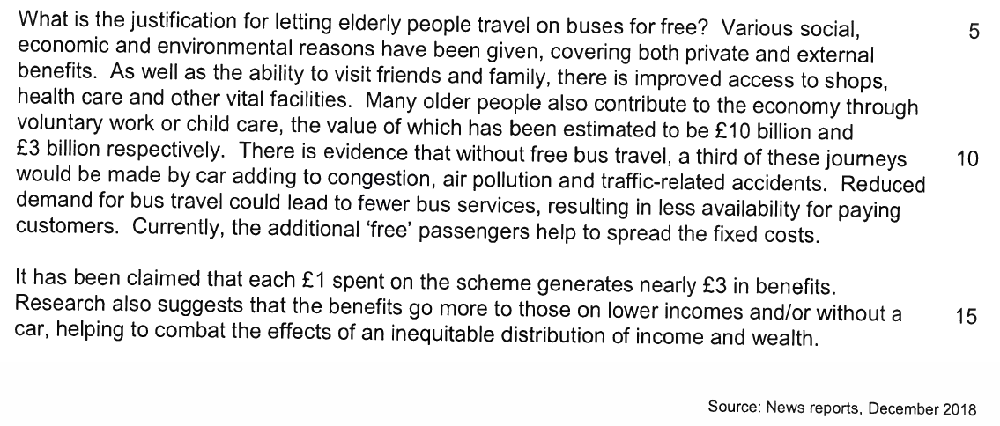 What is the justification for letting elderly people travel on buses for free? Various social, 5
economic and environmental reasons have been given, covering both private and external
benefits. As well as the ability to visit friends and family, there is improved access to shops,
health care and other vital facilities. Many older people also contribute to the economy through
voluntary work or child care, the value of which has been estimated to be £10 billion and
£3 billion respectively. There is evidence that without free bus travel, a third of these journeys 10
would be made by car adding to congestion, air pollution and traffic-related accidents. Reduced
demand for bus travel could lead to fewer bus services, resulting in less availability for paying
customers. Currently, the additional ‘free’ passengers help to spread the fixed costs.
It has been claimed that each £1 spent on the scheme generates nearly £3 in benefits.
Research also suggests that the benefits go more to those on lower incomes and/or without a 15
car, helping to combat the effects of an inequitable distribution of income and wealth.
Source: News reports, December 2018